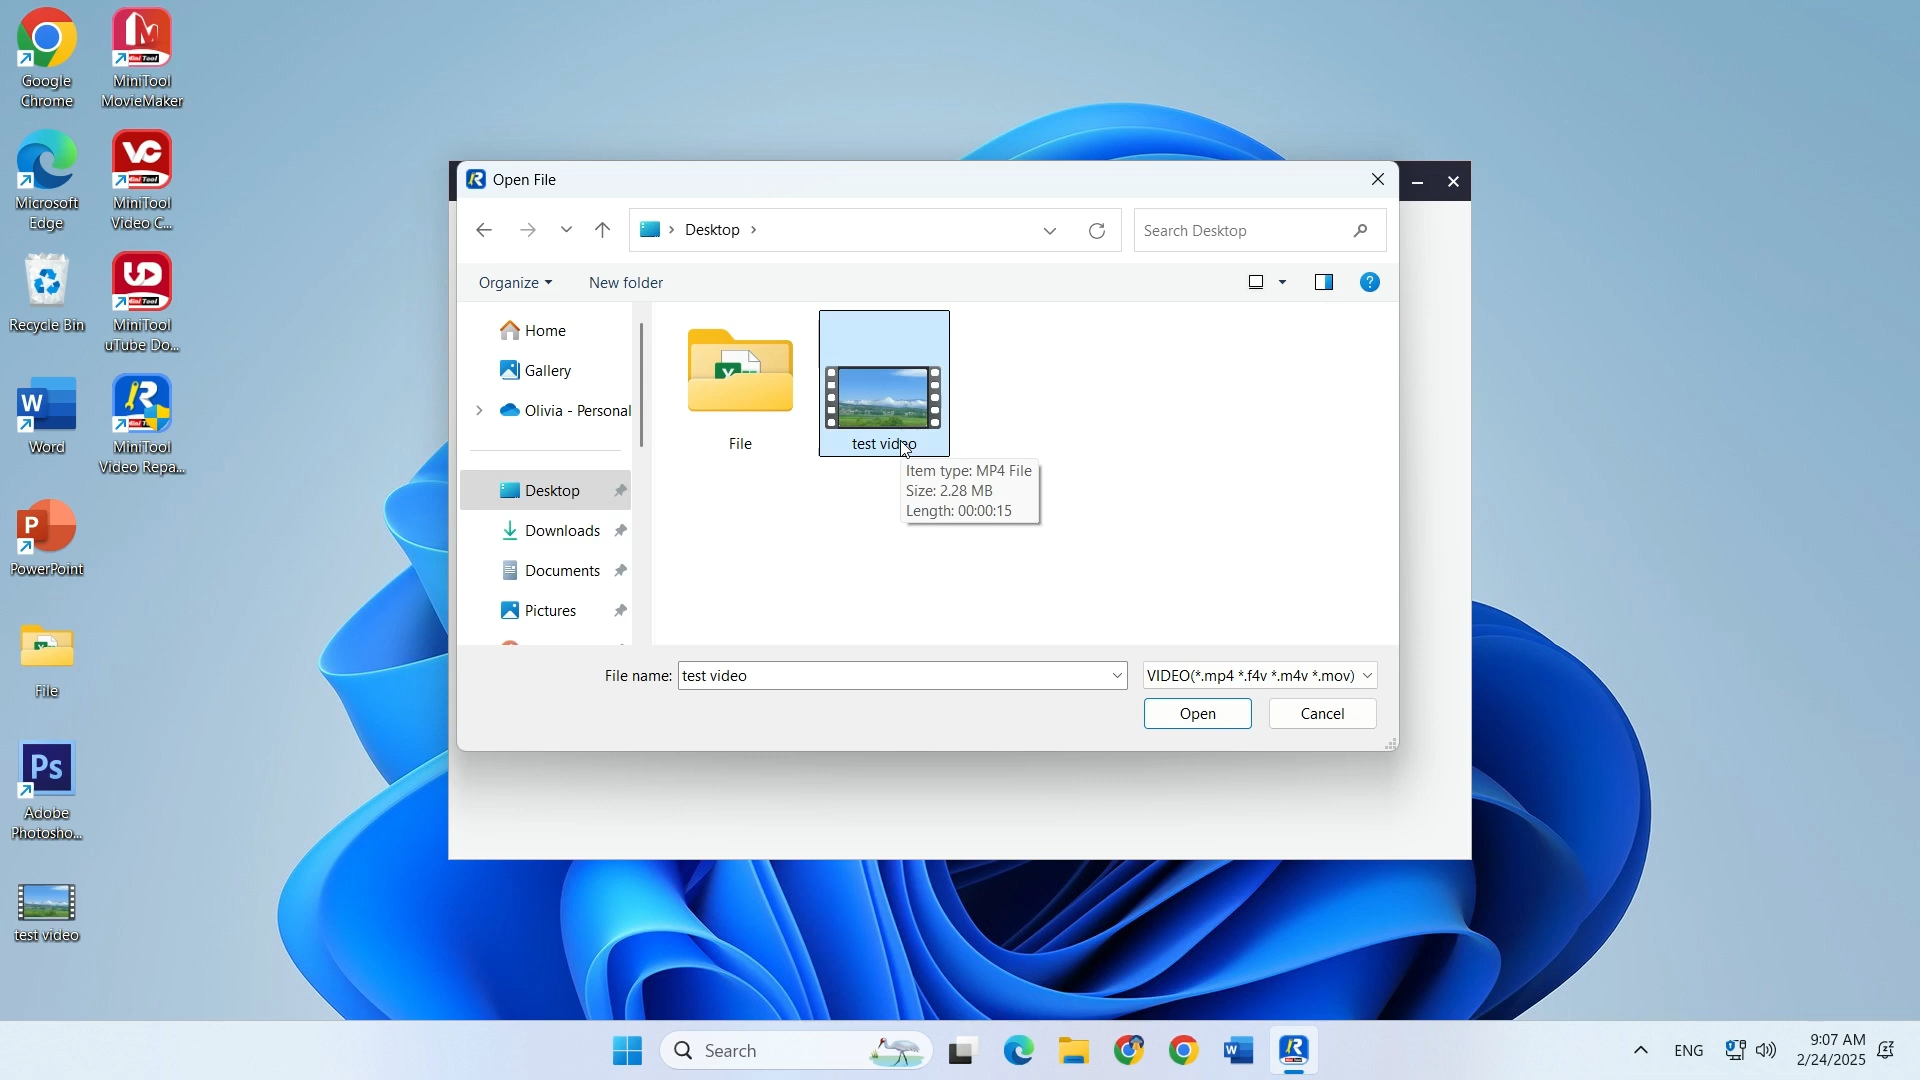 Google
Chrome
MiniTool
MovieMaker
Microsoft
Edge
MiniTool
Video C...
Recycle Bin
MiniTool
uTube Do...
Word
MiniTool
Video Repa...
PowerPoint
File
Adobe
Photosho...
test video
Open File
Desktop
Search Desktop
Organize
New folder
Home
Gallery
Olivia - Personal
Desktop
Downloads
Documents
Pictures
File
test video
Item type: MP4 File
Size: 2.28 MB
Length: 00:00:15
File name:
test video
VIDEO(*.mp4 *.f4v *.m4v *.mov)
Open
Cancel
Search
ENG
9:07 AM
2/24/2025